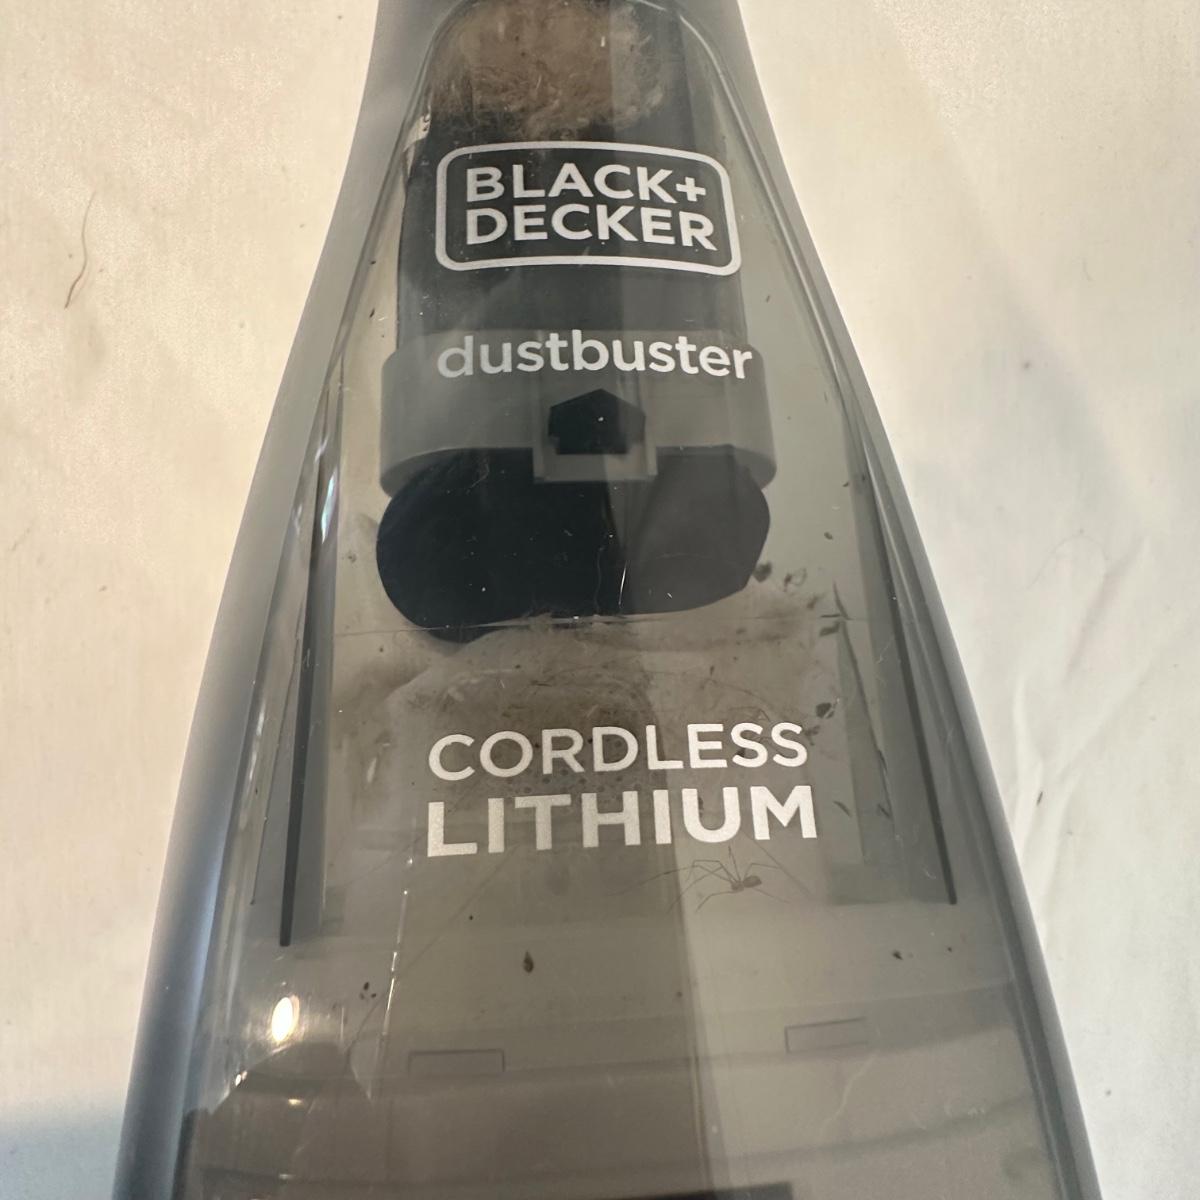 BLACK+
DECKER
dustbuster
CORDLESS
LITHIUM